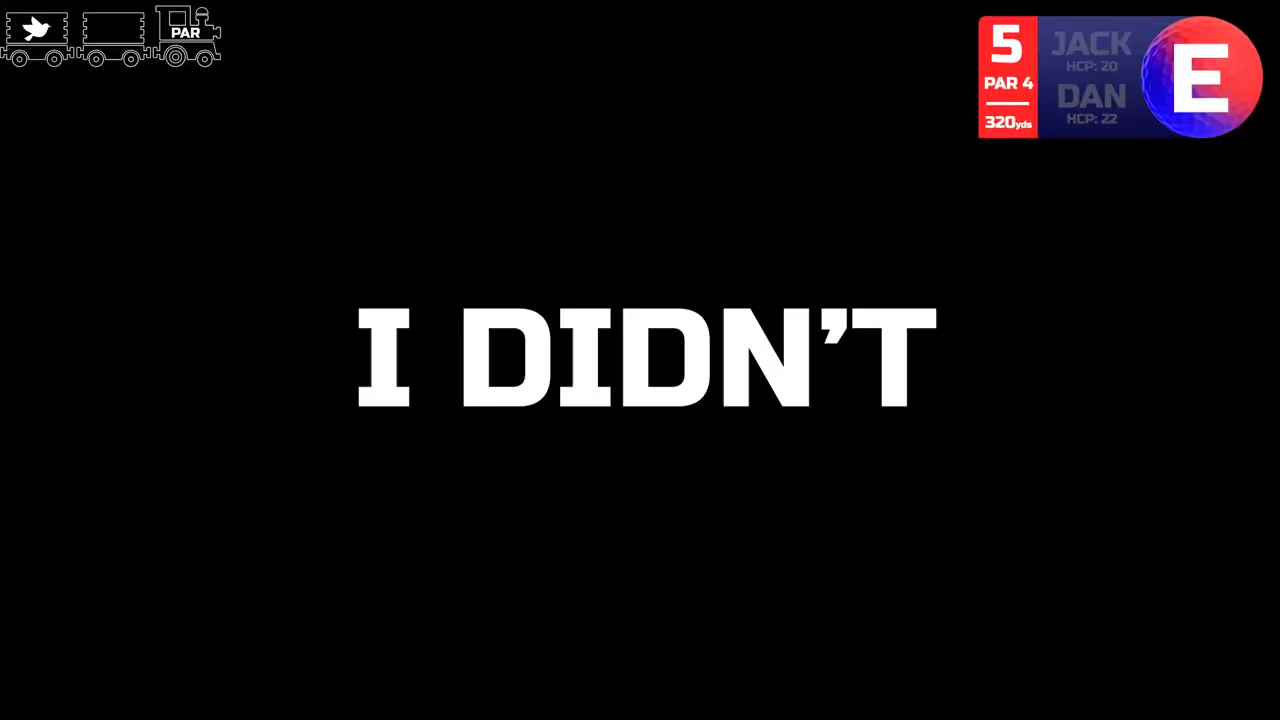 PAR
5
PAR 4
320yds
JACK
HCP: 20
DAN
HCP: 22
E
I DIDN’T